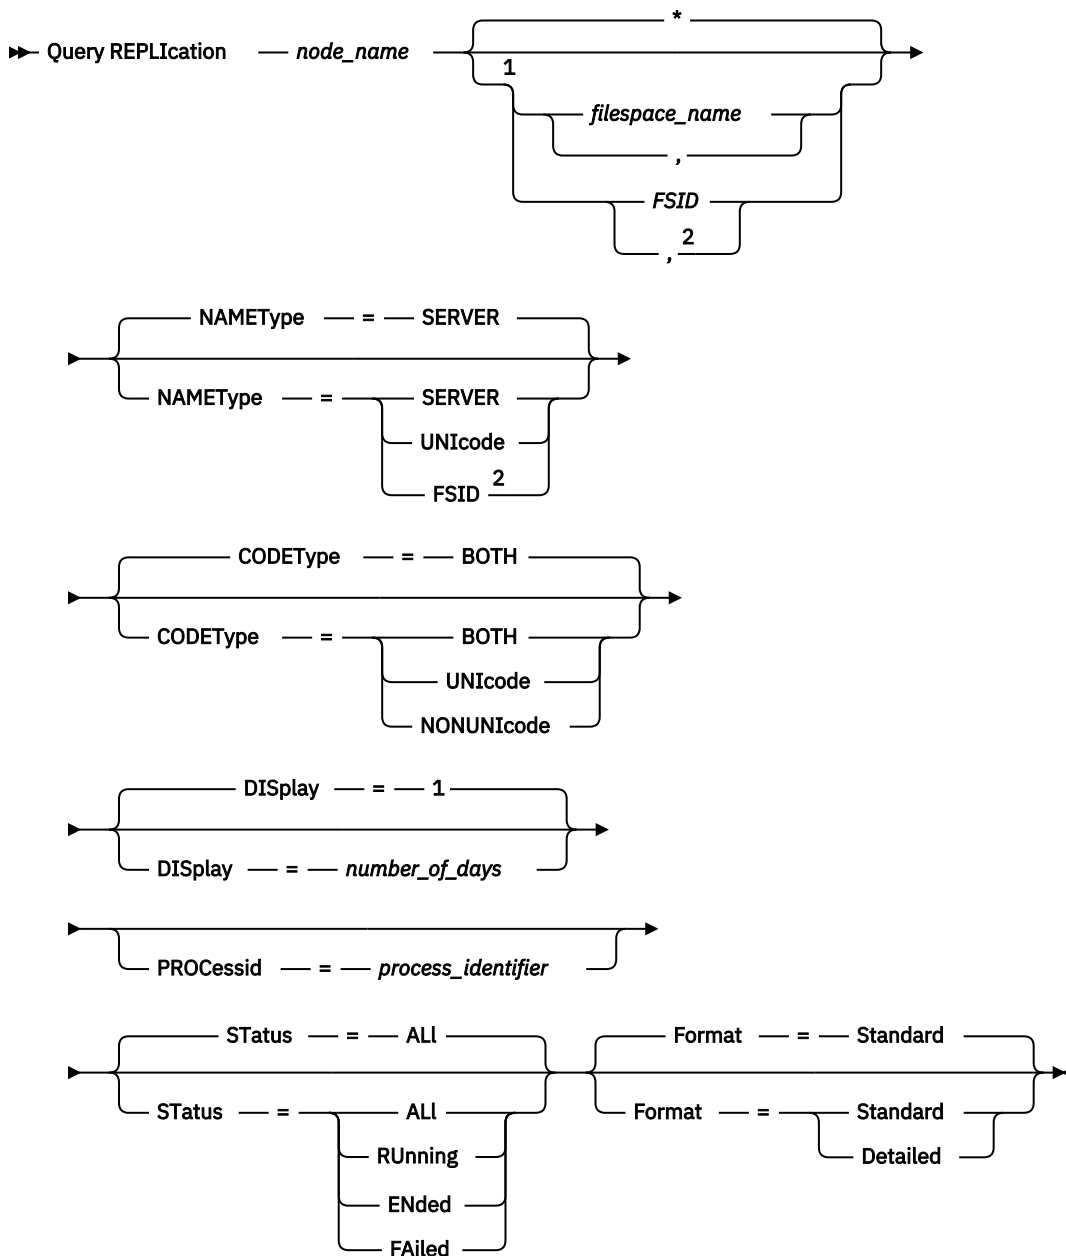 *
Query REPLIcation node_name
1
filespace_name
,
FSID
2
,
NAMEType = SERVER
NAMEType = SERVER
UNIcode
FSID 2
CODEType = BOTH
CODEType = BOTH
UNIcode
NONUNIcode
DISplay = 1
DISplay = number_of_days
PROCessid = process_identifier
STatus = ALl Format = Standard
STatus = ALl Format = Standard
RUnning Detailed
ENded
FAiled